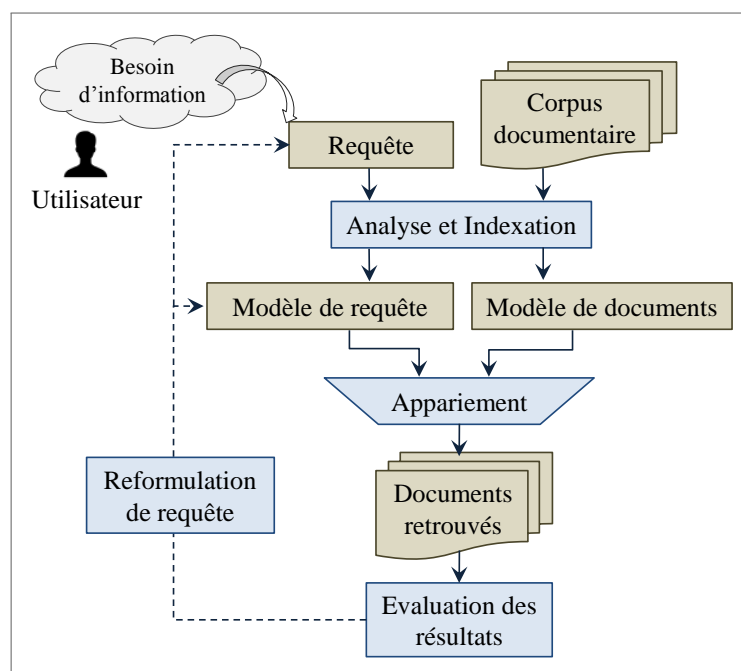 Besoin
d’information
Utilisateur
Corpus
documentaire
Requête
Analyse et Indexation
Modèle de requête
Modèle de documents
Appariement
Reformulation
de requête
Documents
retrouvés
Evaluation des
résultats